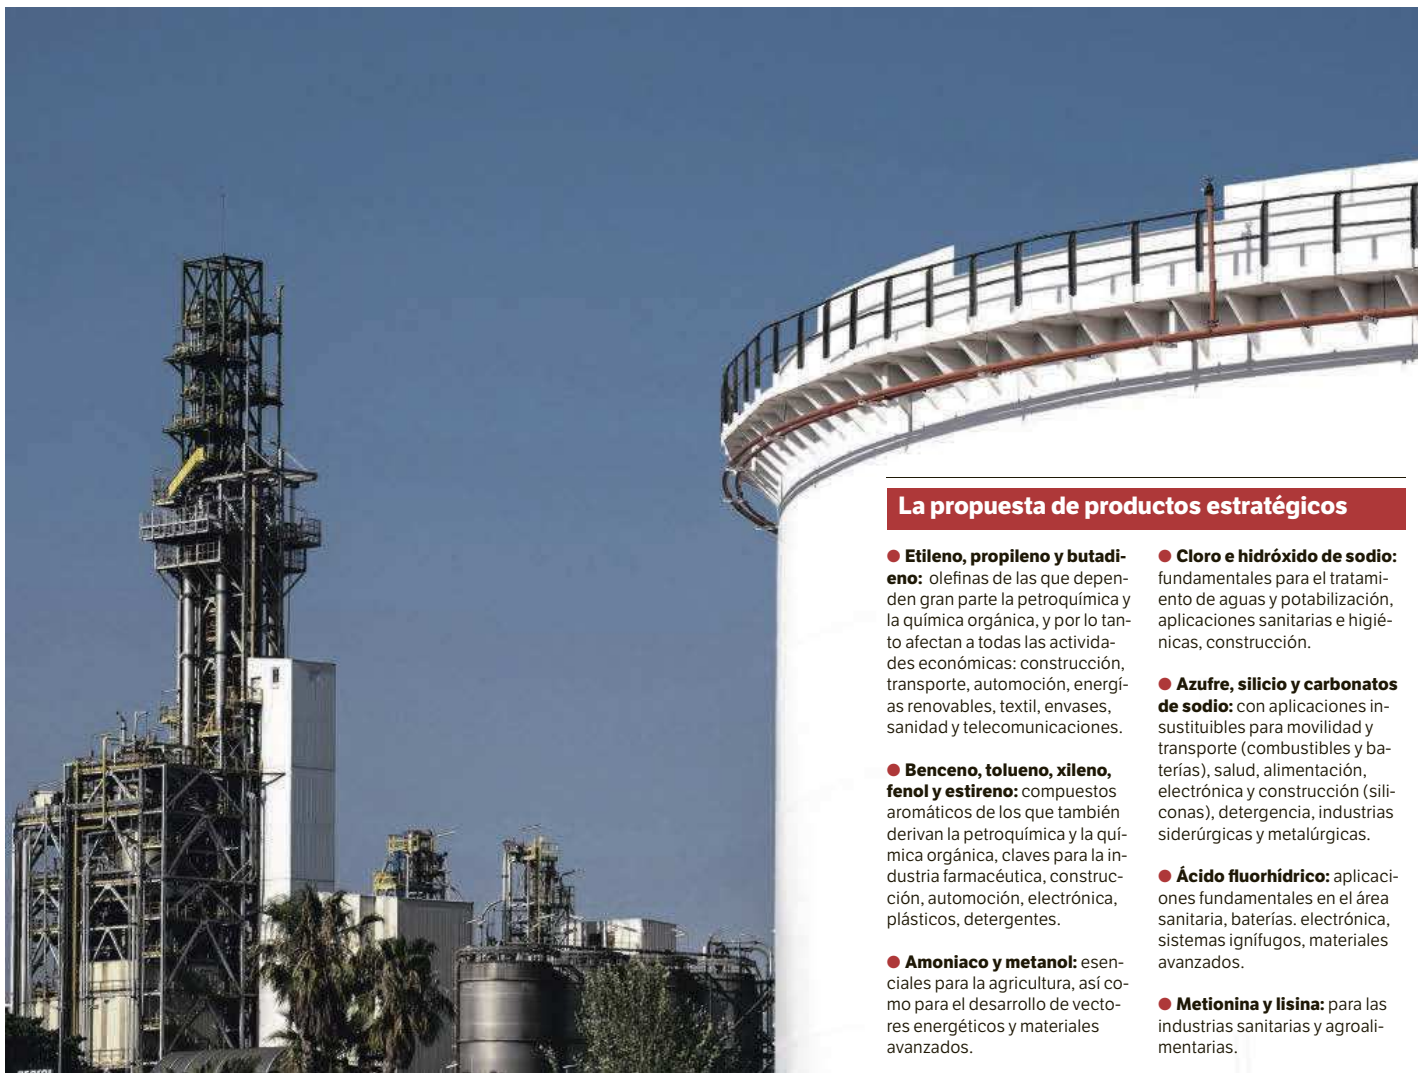 La propuesta de productos estratégicos
● Etileno, propileno y butadi-
eno: olefinas de las que depen-
den gran parte la petroquímica y
la química orgánica, y por lo tan-
to afectan a todas las activida-
des económicas: construcción,
transporte, automoción, energí-
as renovables, textil, envases,
sanidad y telecomunicaciones.
● Benceno, tolueno, xileno,
fenol y estireno: compuestos
aromáticos de los que también
derivan la petroquímica y la quí-
mica orgánica, claves para la in-
dustria farmacéutica, construc-
ción, automoción, electrónica,
plásticos, detergentes.
● Amoniaco y metanol: esen-
ciales para la agricultura, así co-
mo para el desarrollo de vecto-
res energéticos y materiales
avanzados.
● Cloro e hidróxido de sodio:
fundamentales para el tratami-
ento de aguas y potabilización,
aplicaciones sanitarias e higié-
nicas, construcción.
● Azufre, silicio y carbonatos
de sodio: con aplicaciones in-
sustituibles para movilidad y
transporte (combustibles y ba-
terías), salud, alimentación,
electrónica y construcción (sili-
conas), detergencia, industrias
siderúrgicas y metalúrgicas.
● Ácido fluorhídrico: aplicaci-
ones fundamentales en el área
sanitaria, baterías. electrónica,
sistemas ignífugos, materiales
avanzados.
● Metionina y lisina: para las
industrias sanitarias y agroali-
mentarias.